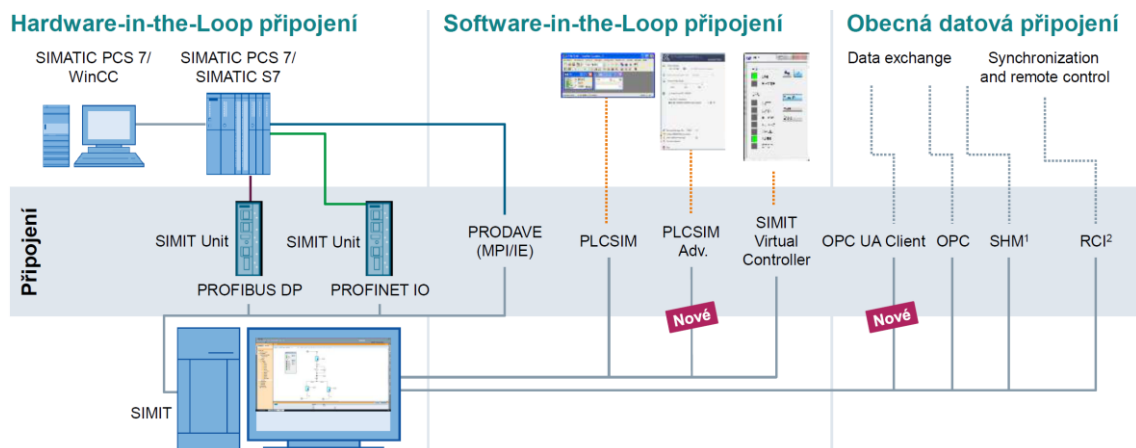 Hardware-in-the-Loop připojení
Software-in-the-Loop připojení
Obecná datová připojení
SIMATIC PCS 7/
WinCC
SIMATIC PCS 7/
SIMATIC S7
Data exchange
Synchronization
and remote control
Připojení
SIMIT Unit
SIMIT Unit
PROFIBUS DP
PROFINET IO
PRODAVE
(MPI/IE)
PLCSIM
PLCSIM
Adv.
SIMIT
Virtual
Controller
OPC UA Client
OPC
SHM¹
RCI²
Nové
Nové
SIMIT